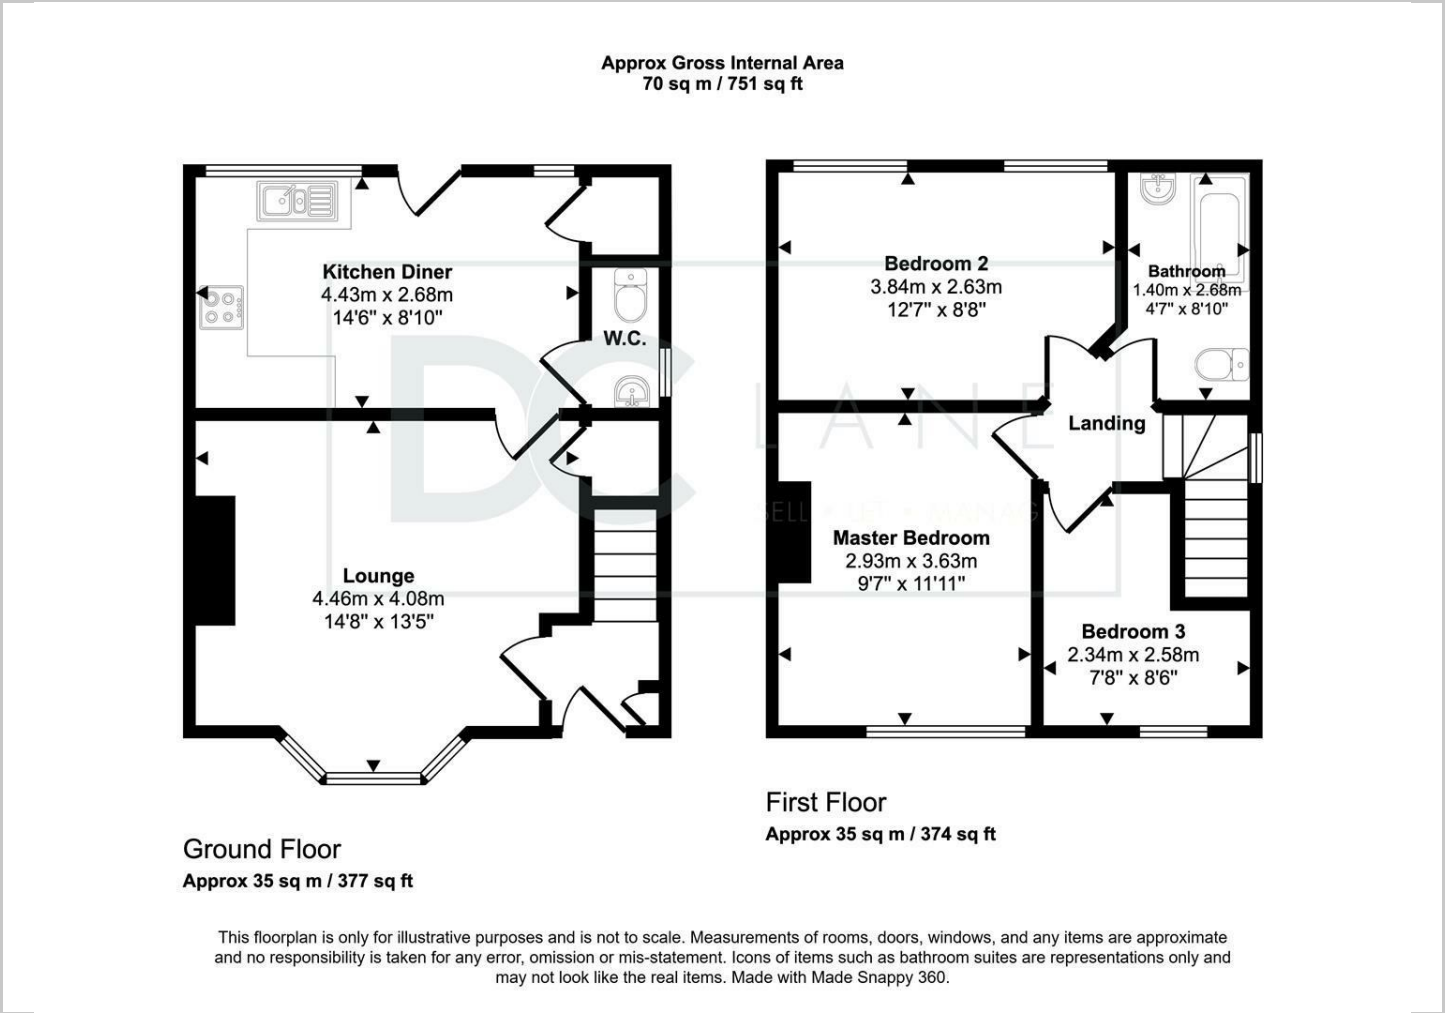 Approx Gross Internal Area
70 sq m / 751 sq ft
Kitchen Diner
4.43m x 2.68m
14'6" x 8'10"
W.C.
Lounge
4.46m x 4.08m
14'8" x 13'5"
Ground Floor
Approx 35 sq m / 377 sq ft
Bedroom 2
3.84m x 2.63m
12'7" x 8'8"
Bathroom
1.40m x 2.68m
4'7" x 8'10"
Landing
Master Bedroom
2.93m x 3.63m
9'7" x 11'11"
Bedroom 3
2.34m x 2.58m
7'8" x 8'6"
First Floor
Approx 35 sq m / 374 sq ft
DC LANE
SELL • LET • MANAGE
This floorplan is only for illustrative purposes and is not to scale. Measurements of rooms, doors, windows, and any items are approximate
and no responsibility is taken for any error, omission or mis-statement. Icons of items such as bathroom suites are representations only and
may not look like the real items. Made with Made Snappy 360.